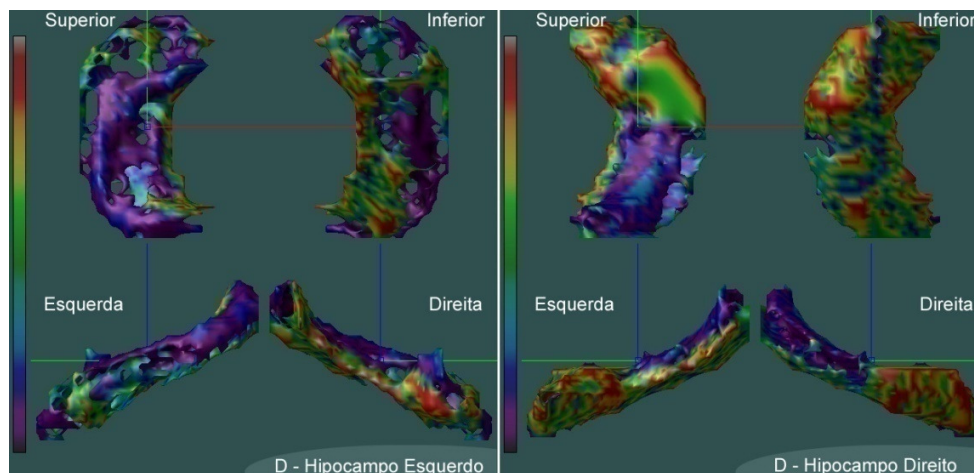 Superior
Inferior
Esquerda
Direita
D - Hipocampo Esquerdo
Superior
Inferior
Esquerda
Direita
D - Hipocampo Direito